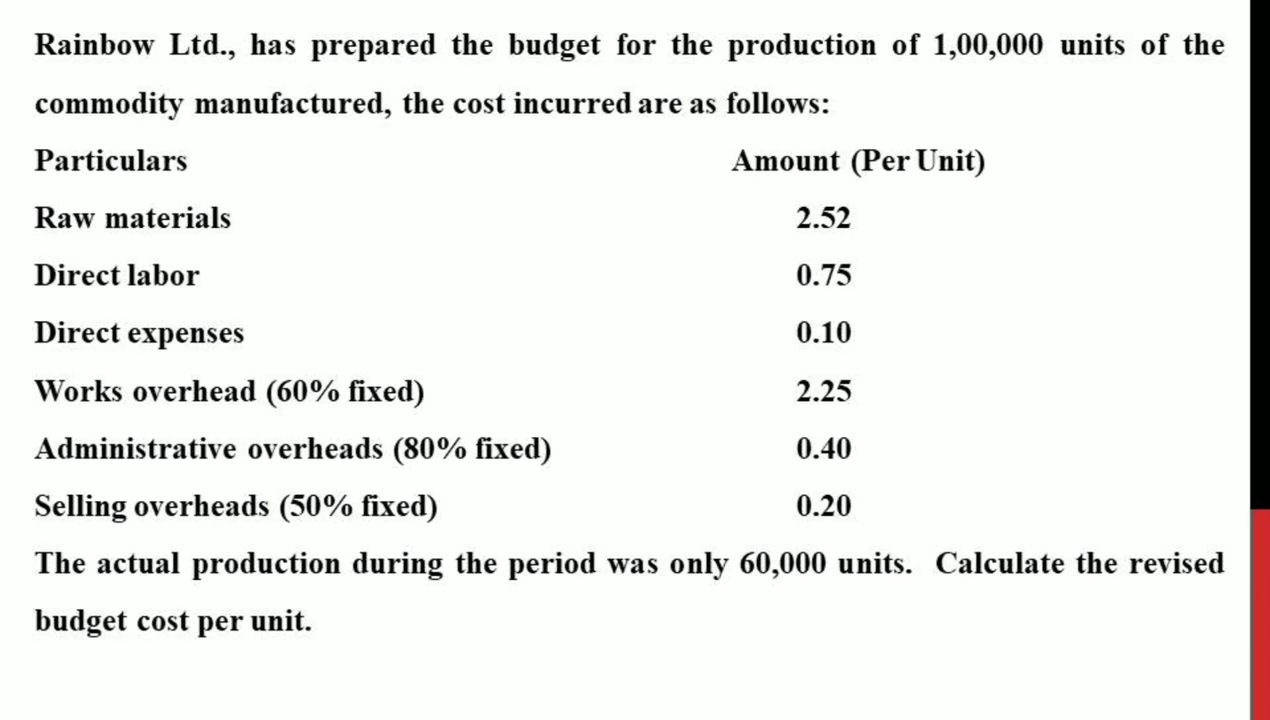 Rainbow Ltd., has prepared the budget for the production of 1,00,000 units of the
commodity manufactured, the cost incurred are as follows:
Particulars Amount (Per Unit)
Raw materials 2.52
Direct labor 0.75
Direct expenses 0.10
Works overhead (60% fixed) 2.25
Administrative overheads (80% fixed) 0.40
Selling overheads (50% fixed) 0.20
The actual production during the period was only 60,000 units. Calculate the revised
budget cost per unit.